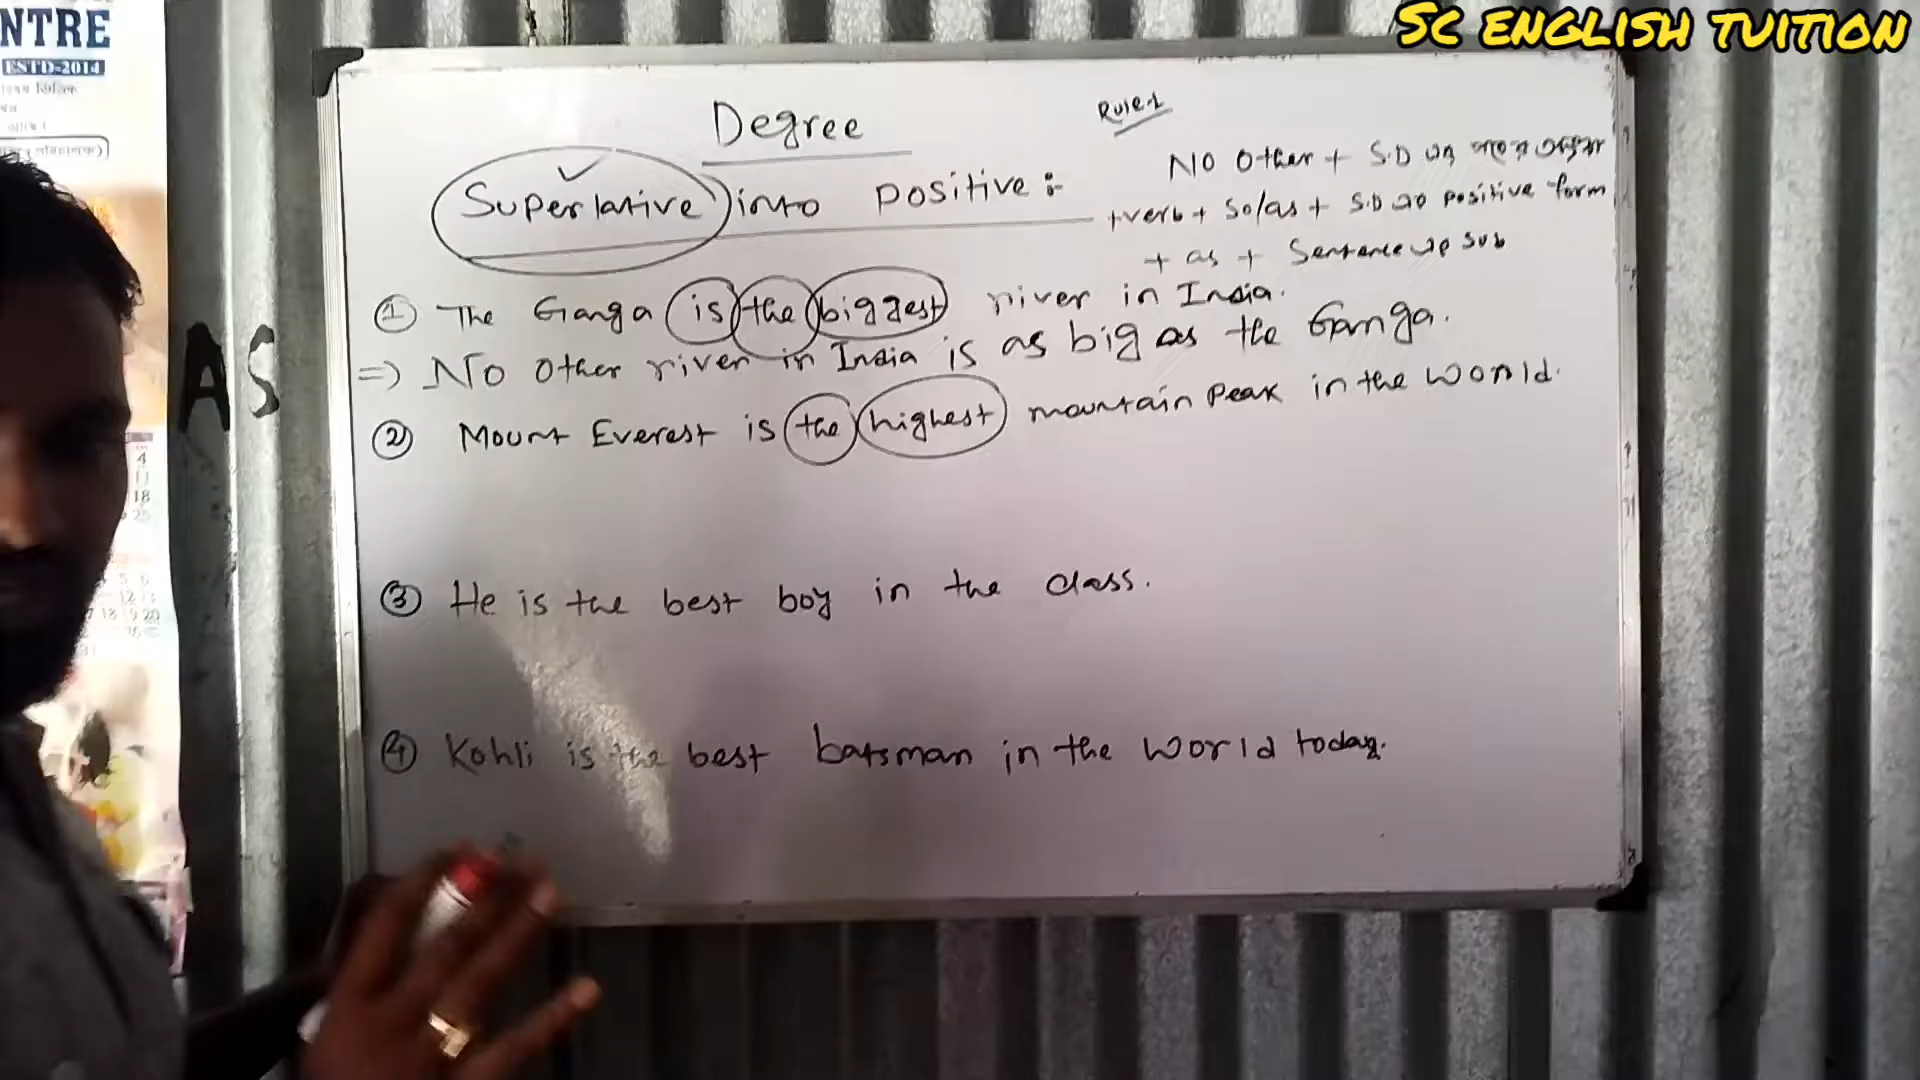 NTRE
ESTD-2014
SC ENGLISH TUITION
Degree
Rule-1
Superlative into positive :-
No other + S.D এর পরের অংশ
+ verb + so/as + S.D এর positive form
+ as + Sentence এর sub
① The Ganga is the biggest river in India.
=> No other river in India is as big as the Ganga.
② Mount Everest is the highest mountain peak in the world.
③ He is the best boy in the class.
④ Kohli is the best batsman in the world today.
AS